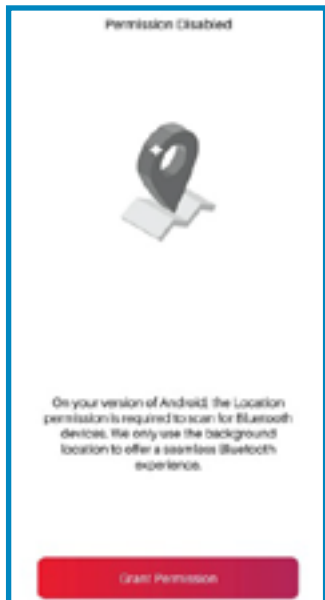 Permission Disabled
On your version of Android, the Location
permission is required to scan for Bluetooth
devices. We only use the background
location to offer a seamless Bluetooth
experience.
Grant Permission